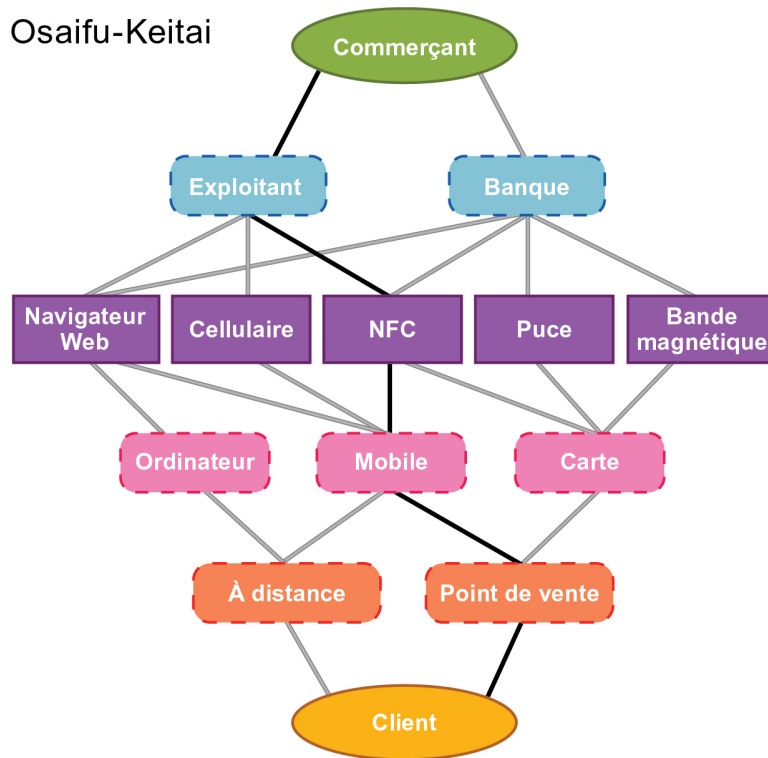 Osaifu-Keitai
Commerçant
Exploitant
Banque
Navigateur
Web
Cellulaire
NFC
Puce
Bande
magnétique
Ordinateur
Mobile
Carte
À distance
Point de vente
Client